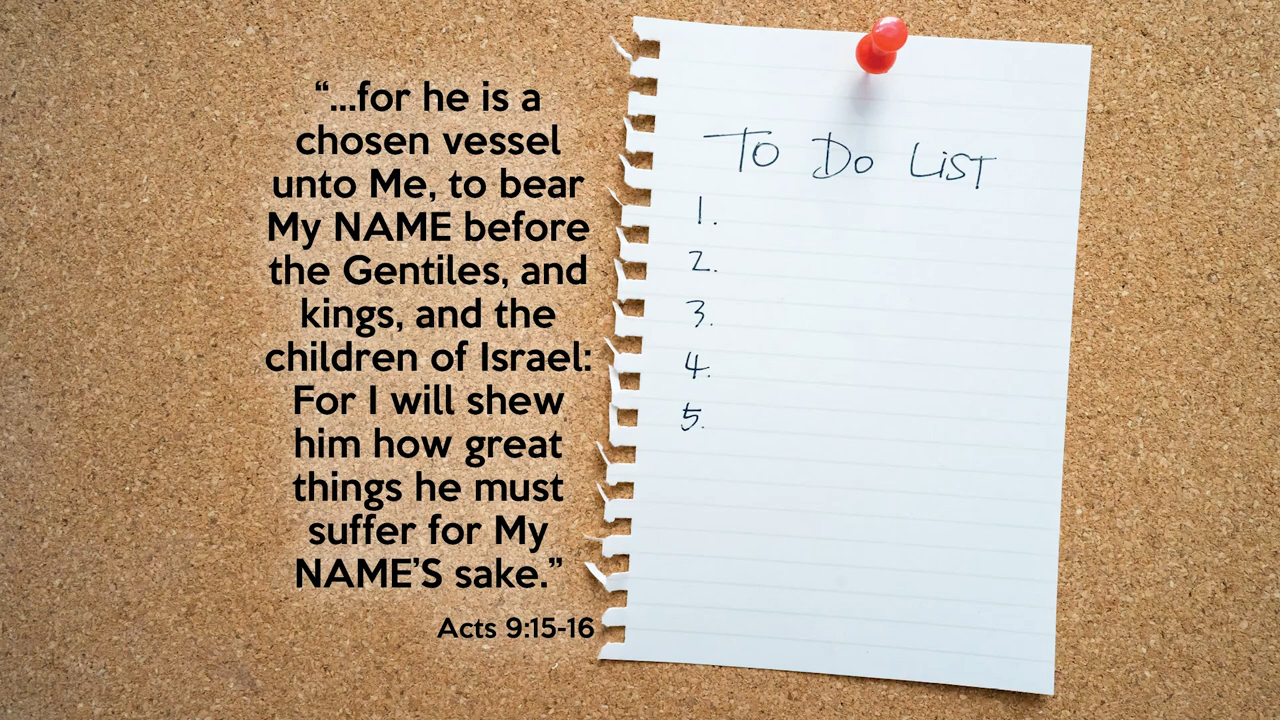 “...for he is a
chosen vessel
unto Me, to bear
My NAME before
the Gentiles, and
kings, and the
children of Israel:
For I will shew
him how great
things he must
suffer for My
NAME’S sake.”
Acts 9:15-16
To Do List
1.
2.
3.
4.
5.